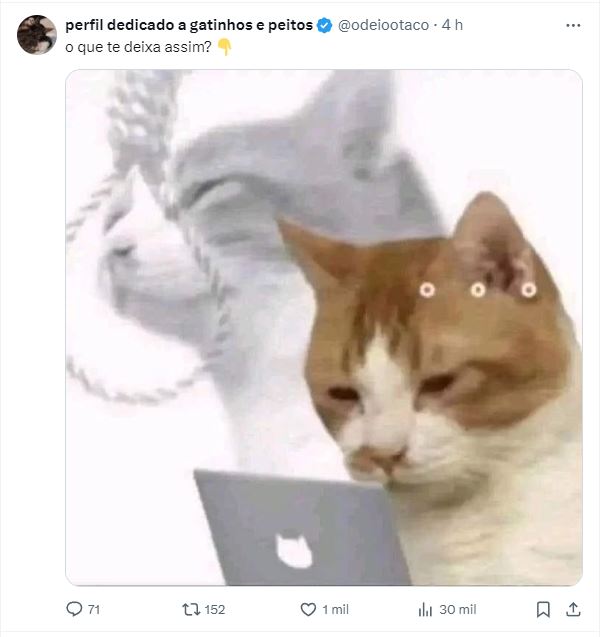 perfil dedicado a gatinhos e peitos @odeiootaco · 4 h
o que te deixa assim? 👇
71 152 1 mil 30 mil